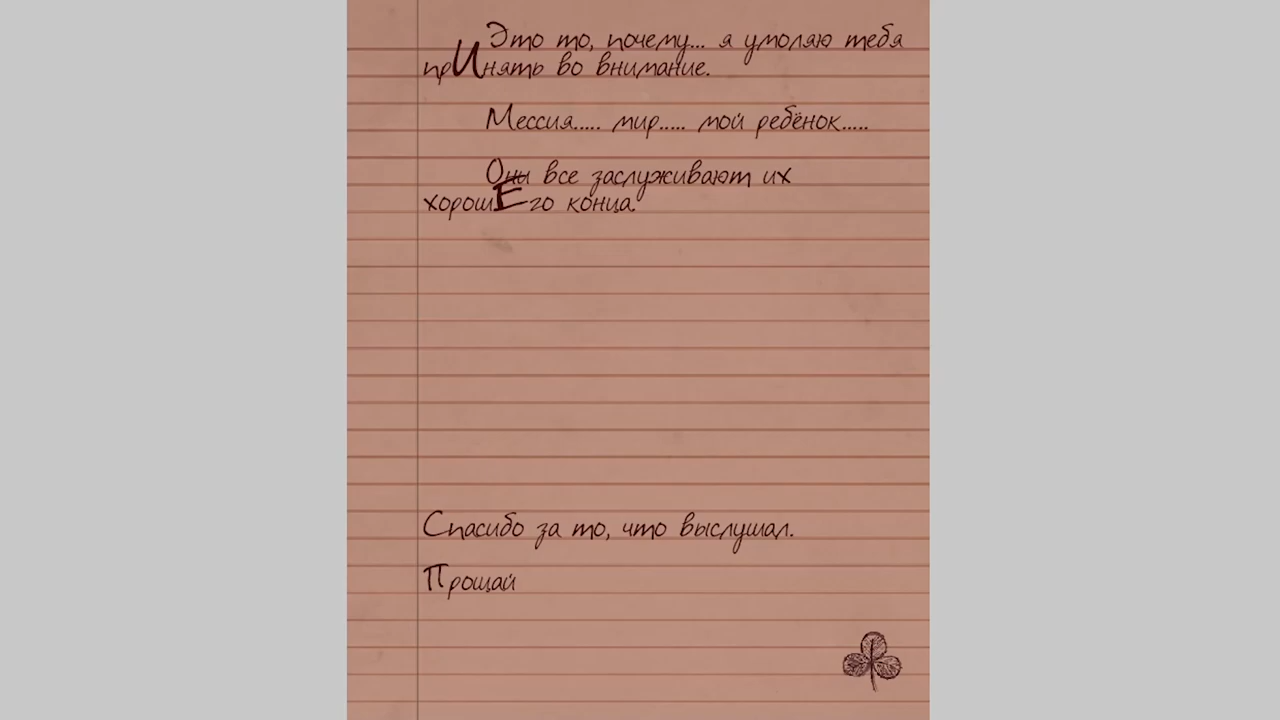 Это то, почему... я умоляю тебя
прИнять во внимание.
Мессия..... мир..... мой ребёнок.....
Оны все заслуживают их
хорошЕго конца.
Спасибо за то, что выслушал.
Прощай